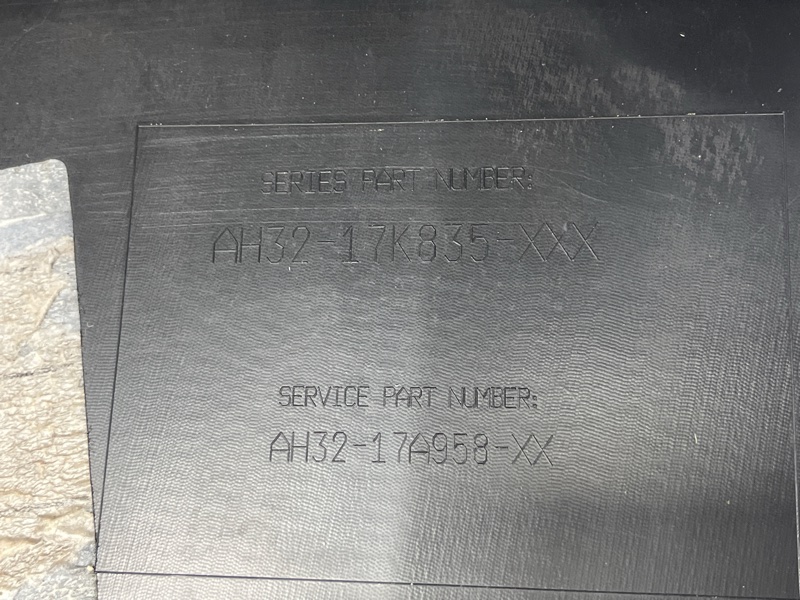 SERIES PART NUMBER:
AH32-17K835-XXX
SERVICE PART NUMBER:
AH32-17A958-XX